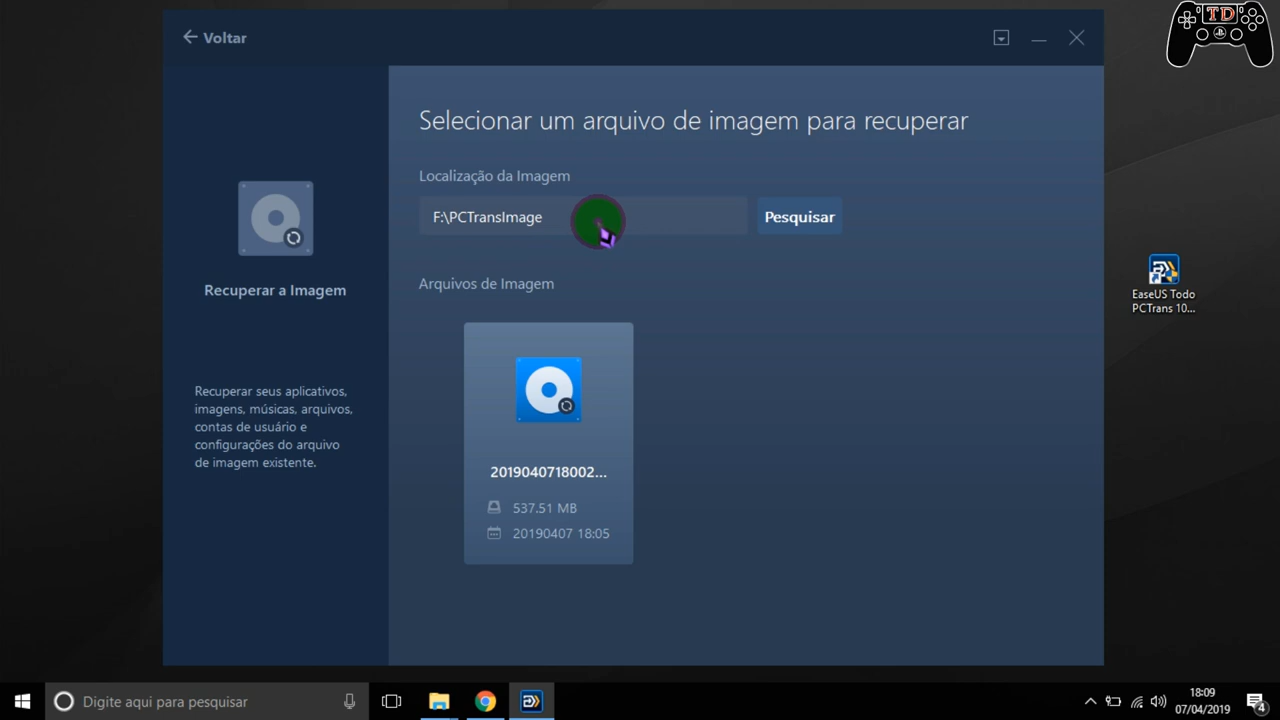 Voltar
TD
Selecionar um arquivo de imagem para recuperar
Localização da Imagem
F:\PCTransImage
Pesquisar
Recuperar a Imagem
Arquivos de Imagem
EaseUS Todo
PCTrans 10...
Recuperar seus aplicativos,
imagens, músicas, arquivos,
contas de usuário e
configurações do arquivo
de imagem existente.
2019040718002...
537.51 MB
20190407 18:05
Digite aqui para pesquisar
18:09
07/04/2019
4